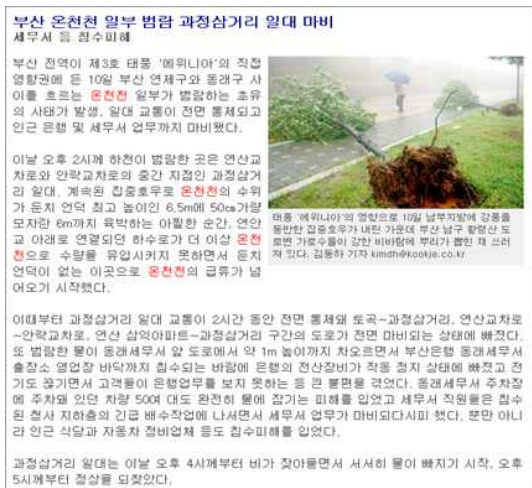 부산 온천천 일부 범람 과정삼거리 일대 마비
세무서 등 침수피해
부산 전역이 제3호 태풍 '에위니아'의 직접
영향권에 든 10일 부산 연제구와 동래구 사
이를 흐르는 온천천 일부가 범람하는 초유
의 사태가 발생, 일대 교통이 전면 통제되고
인근 은행 및 세무서 업무까지 마비됐다.
이날 오후 2시께 하천이 범람한 곳은 연산교
차로와 안락교차로의 중간 지점인 과정삼거
리 일대. 계속된 집중호우로 온천천의 수위
가 둔치 언덕 최고 높이인 6.5m에 50㎝가량
모자란 6m까지 육박하는 아찔한 순간, 연안
교 아래로 연결되던 하수로가 더 이상 온천
천으로 수량을 유입시키지 못하면서 둔치
언덕이 없는 이곳으로 온천천의 급류가 넘
어오기 시작했다.
태풍 '에위니아'의 영향으로 10일 남부지방에 강풍을
동반한 집중호우가 내린 가운데 부산 남구 황령산 도
로변 가로수들이 강한 비바람에 뿌리가 뽑힌 채 쓰러
져 있다. 김동하 기자 kimdh@kookje.co.kr
이때부터 과정삼거리 일대 교통이 2시간 동안 전면 통제돼 토곡~과정삼거리, 연산교차로
~안락교차로, 연산 삼익아파트~과정삼거리 구간의 도로가 전면 마비되는 상태에 빠졌다.
또 범람한 물이 동래세무서 앞 도로에서 약 1m 높이까지 차오르면서 부산은행 동래세무서
출장소 영업장 바닥까지 침수되는 바람에 은행의 전산장비가 작동 정지 상태에 빠졌고 전
기도 끊기면서 고객들이 은행업무를 보지 못하는 등 큰 불편을 겪었다. 동래세무서 주차장
에 주차돼 있던 차량 50여 대도 완전히 물에 잠기는 피해를 입었고 세무서 직원들은 침수
된 청사 지하층의 긴급 배수작업에 나서면서 세무서 업무가 마비되다시피 했다. 뿐만 아니
라 인근 식당과 자동차 정비업체 등도 침수피해를 입었다.
과정삼거리 일대는 이날 오후 4시께부터 비가 잦아들면서 서서히 물이 빠지기 시작, 오후
5시께부터 정상을 되찾았다.